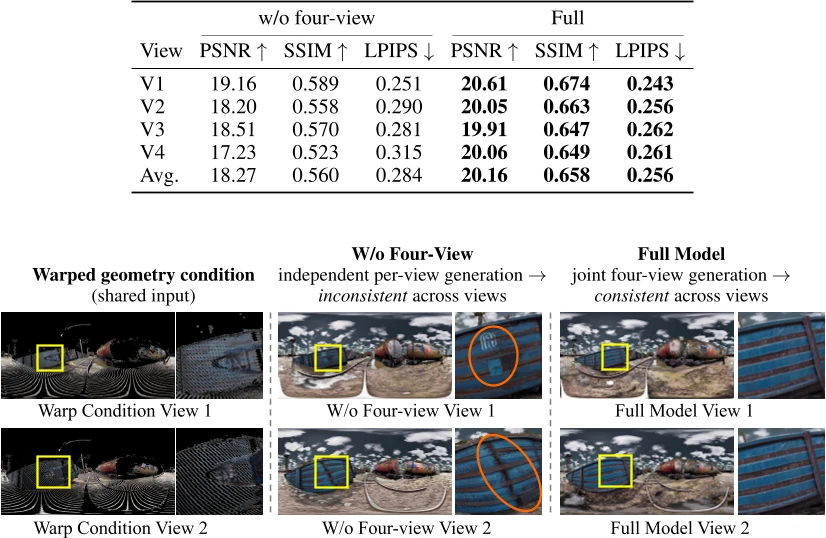 w/o four-view Full
View PSNR ↑ SSIM ↑ LPIPS ↓ PSNR ↑ SSIM ↑ LPIPS ↓
V1 19.16 0.589 0.251 20.61 0.674 0.243
V2 18.20 0.558 0.290 20.05 0.663 0.256
V3 18.51 0.570 0.281 19.91 0.647 0.262
V4 17.23 0.523 0.315 20.06 0.649 0.261
Avg. 18.27 0.560 0.284 20.16 0.658 0.256
Warped geometry condition
(shared input)
W/o Four-View
independent per-view generation →
inconsistent across views
Full Model
joint four-view generation →
consistent across views
Warp Condition View 1
W/o Four-view View 1
Full Model View 1
Warp Condition View 2
W/o Four-view View 2
Full Model View 2